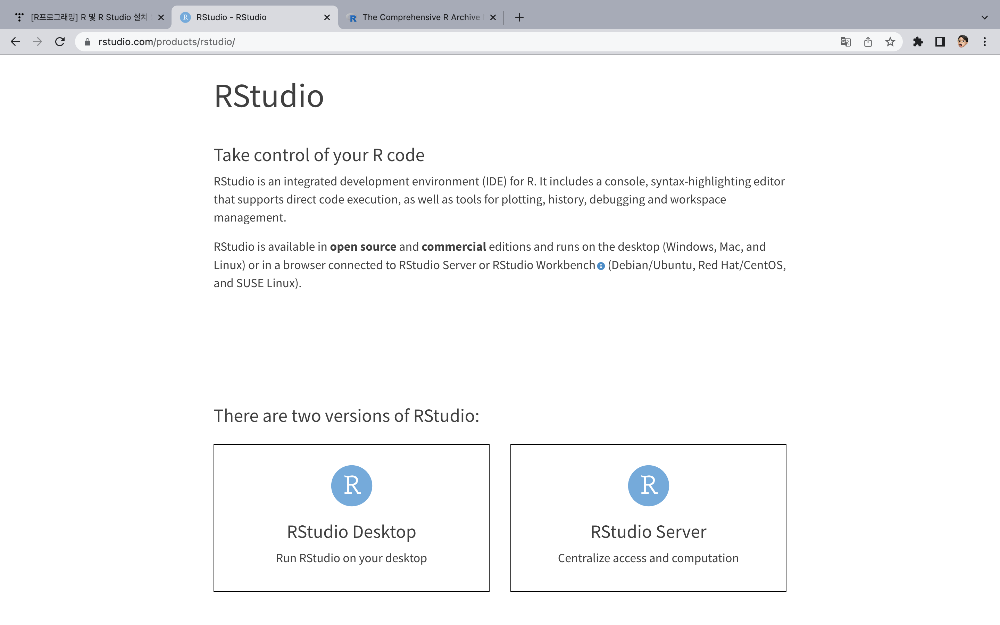 [R프로그래밍] R 및 R Studio 설치
RStudio - RStudio
The Comprehensive R Archive
rstudio.com/products/rstudio/
RStudio
Take control of your R code
RStudio is an integrated development environment (IDE) for R. It includes a console, syntax-highlighting editor
that supports direct code execution, as well as tools for plotting, history, debugging and workspace
management.
RStudio is available in open source and commercial editions and runs on the desktop (Windows, Mac, and
Linux) or in a browser connected to RStudio Server or RStudio Workbench (Debian/Ubuntu, Red Hat/CentOS,
and SUSE Linux).
There are two versions of RStudio:
R
RStudio Desktop
Run RStudio on your desktop
R
RStudio Server
Centralize access and computation